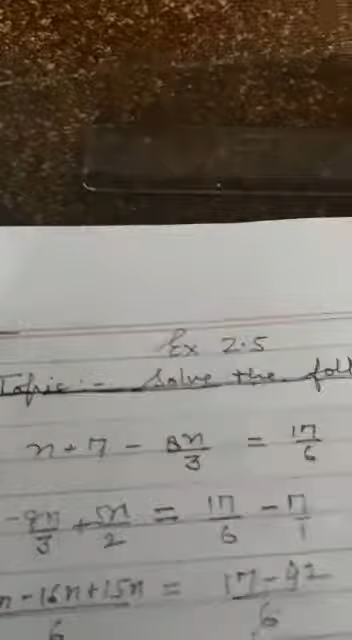 Ex 2.5
Topic:- Solve the foll
x + 7 - 8x/3 = 17/6
-8x/3 + 5x/2 = 17/6 - 7/1
x - 16x + 15x / 6 = 17 - 42 / 6